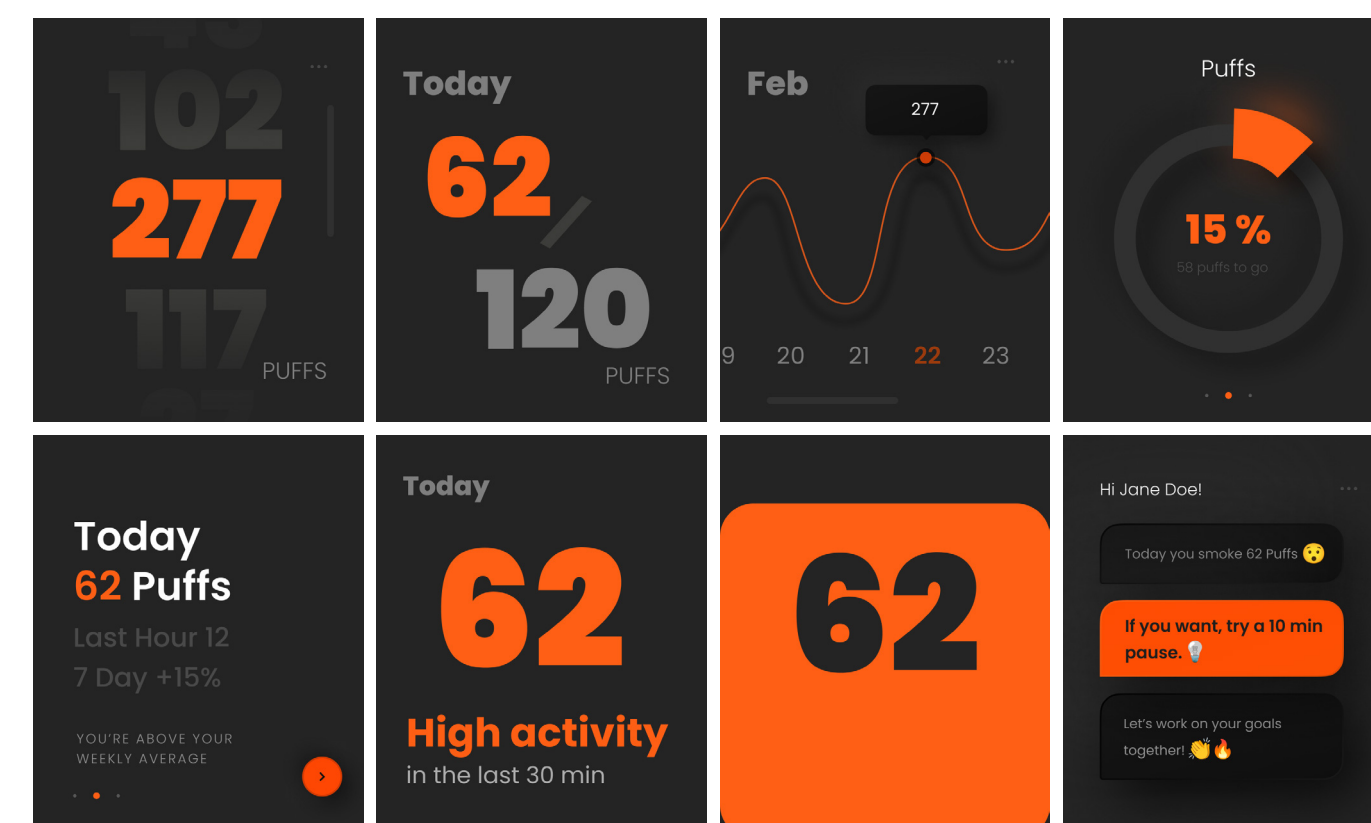 102
277
117
PUFFS
Today
62
/
120
PUFFS
Feb
277
9 20 21 22 23
Puffs
15 %
58 puffs to go
Today
62 Puffs
Last Hour 12
7 Day +15%
YOU'RE ABOVE YOUR
WEEKLY AVERAGE
Today
62
High activity
in the last 30 min
62
Hi Jane Doe!
Today you smoke 62 Puffs 😯
If you want, try a 10 min
pause. 💡
Let's work on your goals
together! 👏🔥